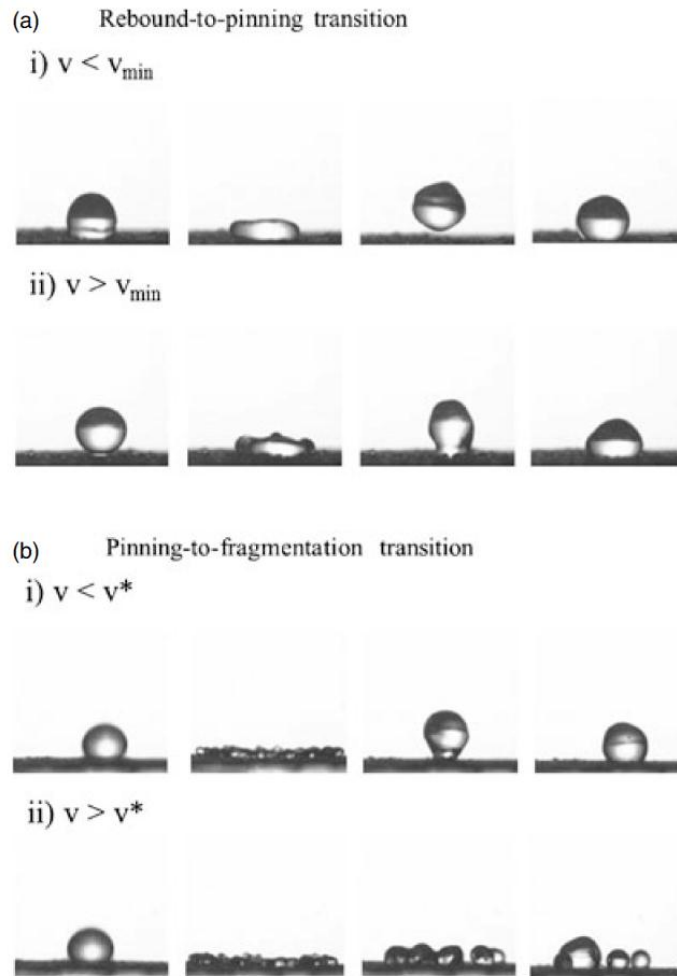 (a) Rebound-to-pinning transition
i) v < vmin
ii) v > vmin
(b) Pinning-to-fragmentation transition
i) v < v*
ii) v > v*